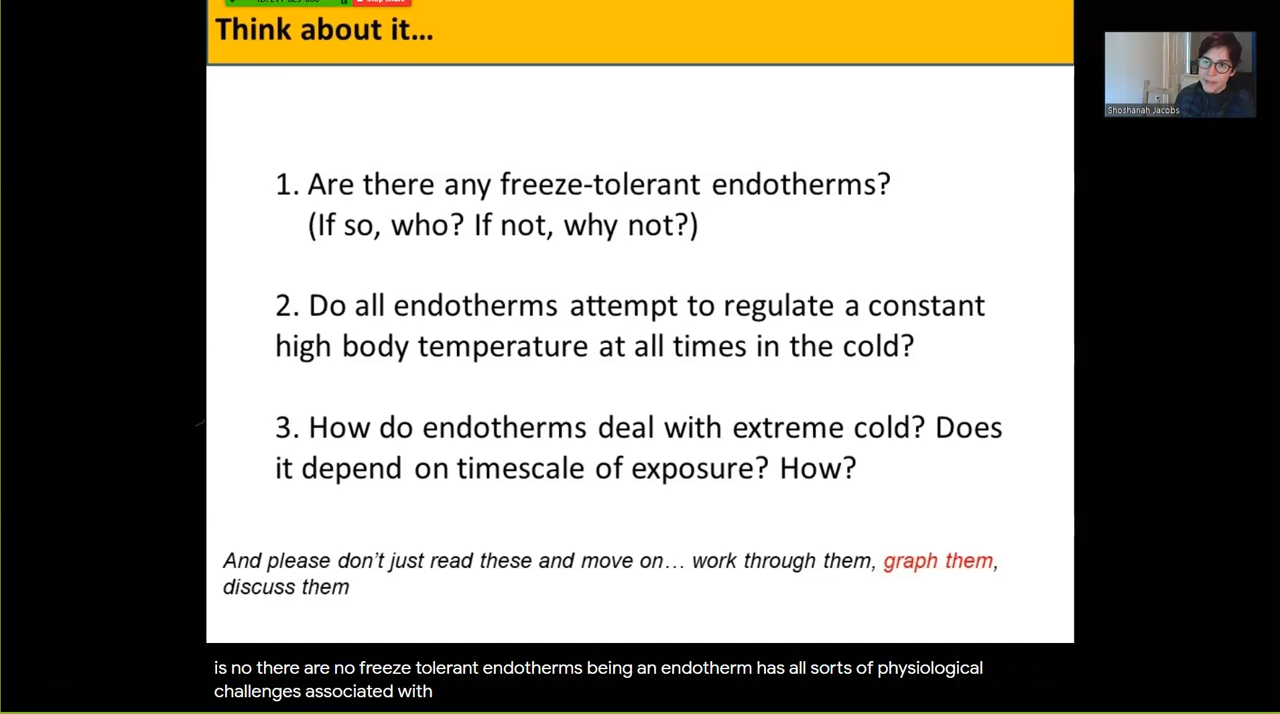 Think about it…
Shoshanah Jacobs
1. Are there any freeze-tolerant endotherms?
(If so, who? If not, why not?)
2. Do all endotherms attempt to regulate a constant
high body temperature at all times in the cold?
3. How do endotherms deal with extreme cold? Does
it depend on timescale of exposure? How?
And please don’t just read these and move on… work through them, graph them,
discuss them
is no there are no freeze tolerant endotherms being an endotherm has all sorts of physiological
challenges associated with